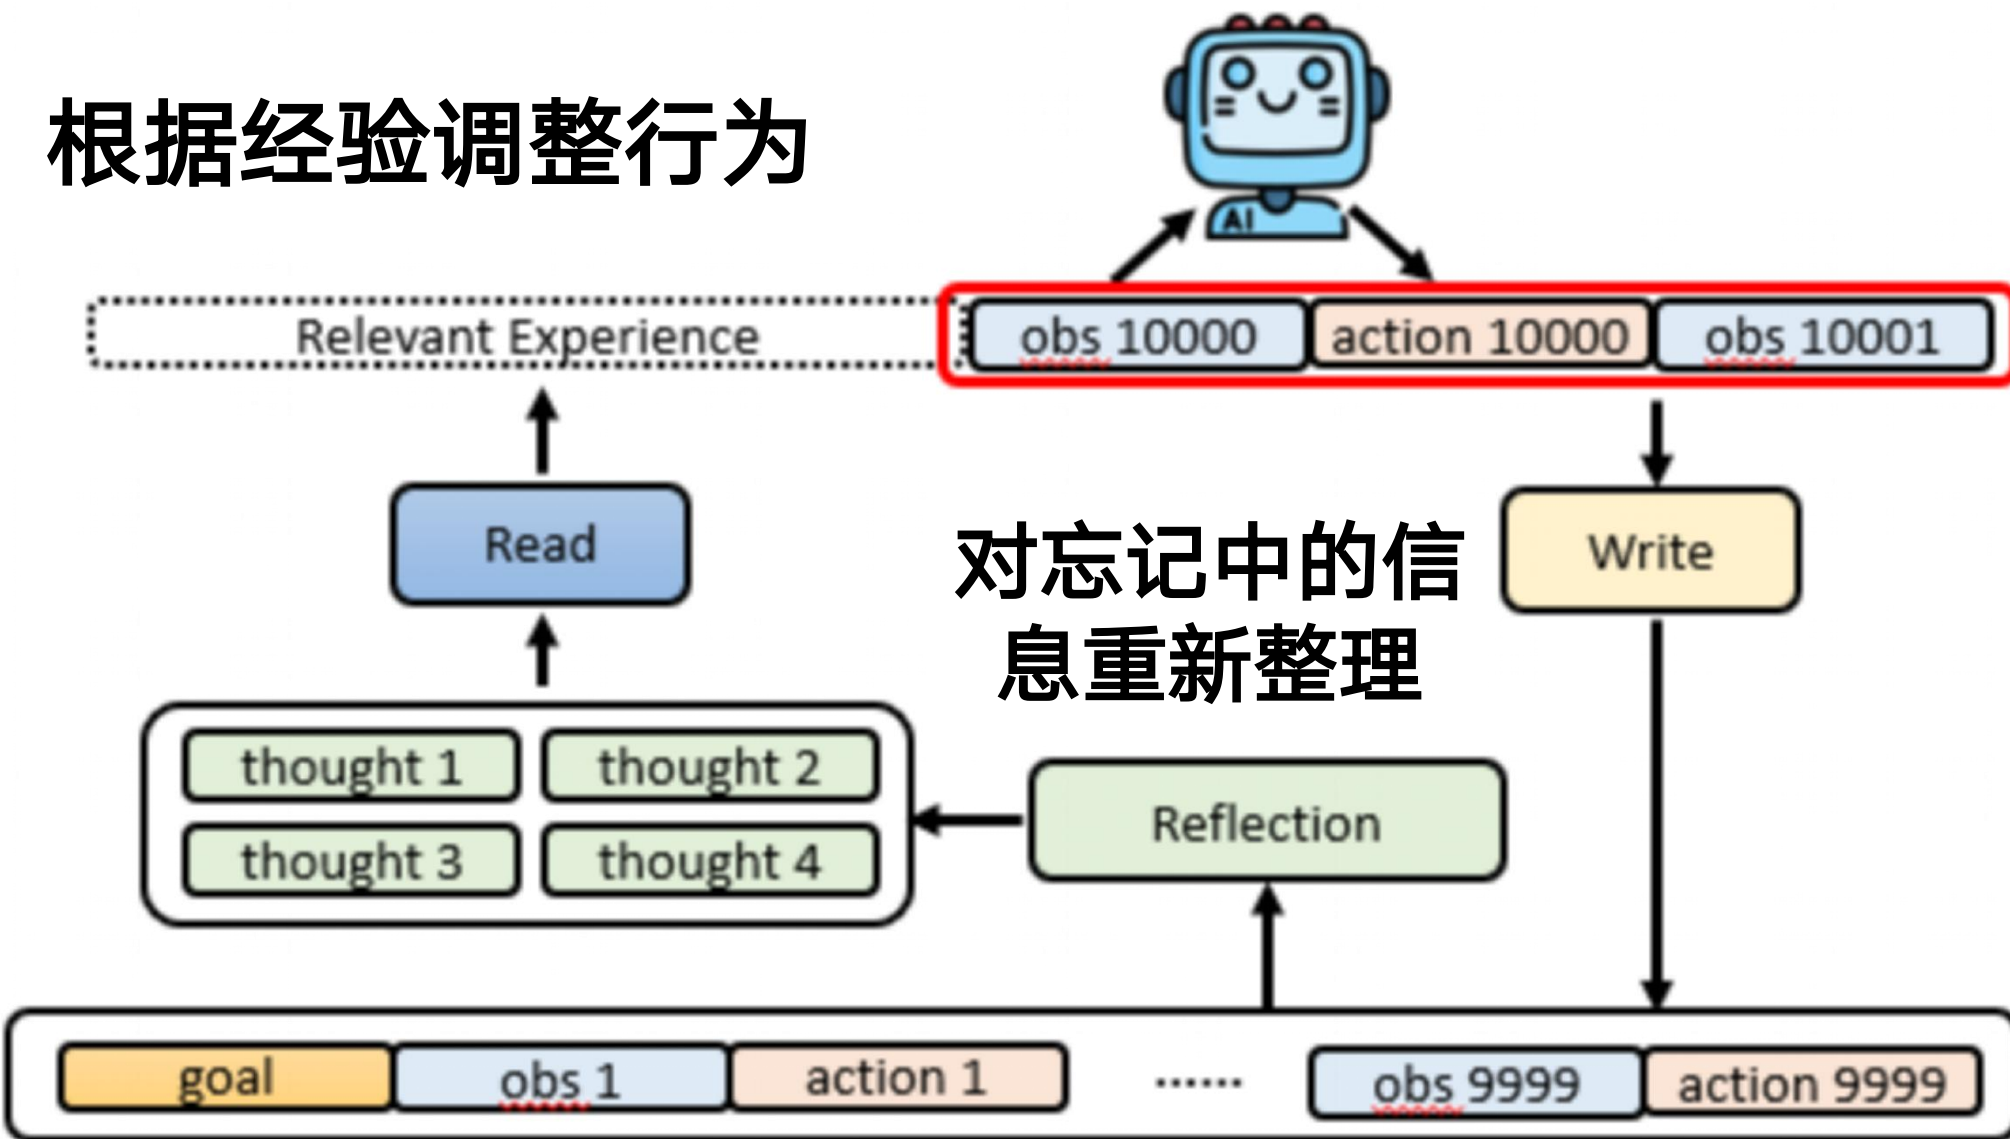 根据经验调整行为
AI
Relevant Experience
obs 10000
action 10000
obs 10001
Read
对忘记中的信
息重新整理
Write
thought 1
thought 2
thought 3
thought 4
Reflection
goal
obs 1
action 1
......
obs 9999
action 9999